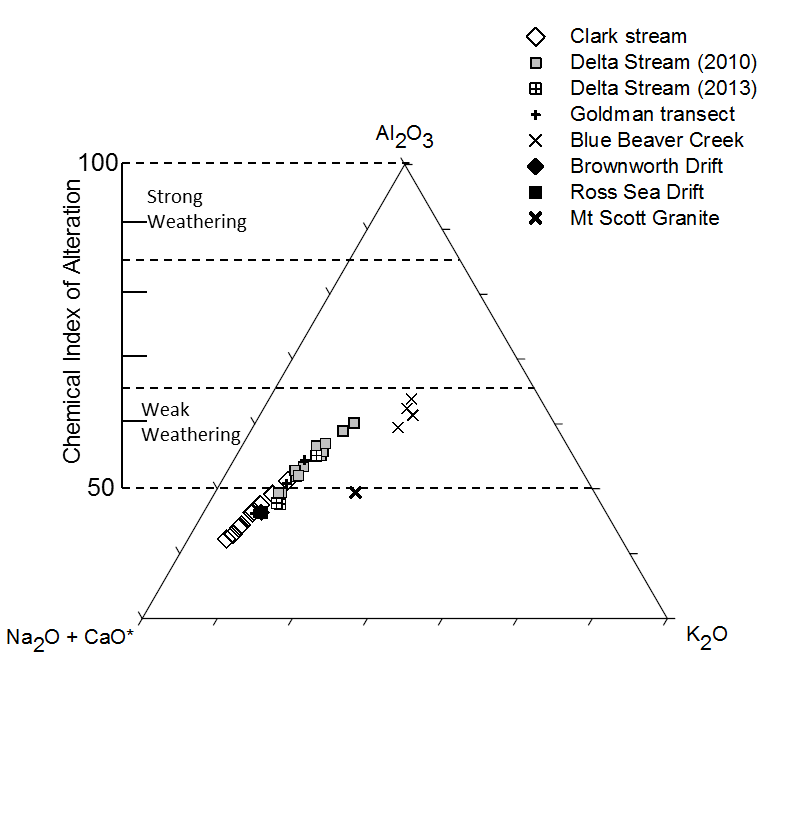 Clark stream
Delta Stream (2010)
Delta Stream (2013)
Goldman transect
Blue Beaver Creek
Brownworth Drift
Ross Sea Drift
Mt Scott Granite
Al2O3
100
Strong
Weathering
Chemical Index of Alteration
Weak
Weathering
50
Na2O + CaO*
K2O